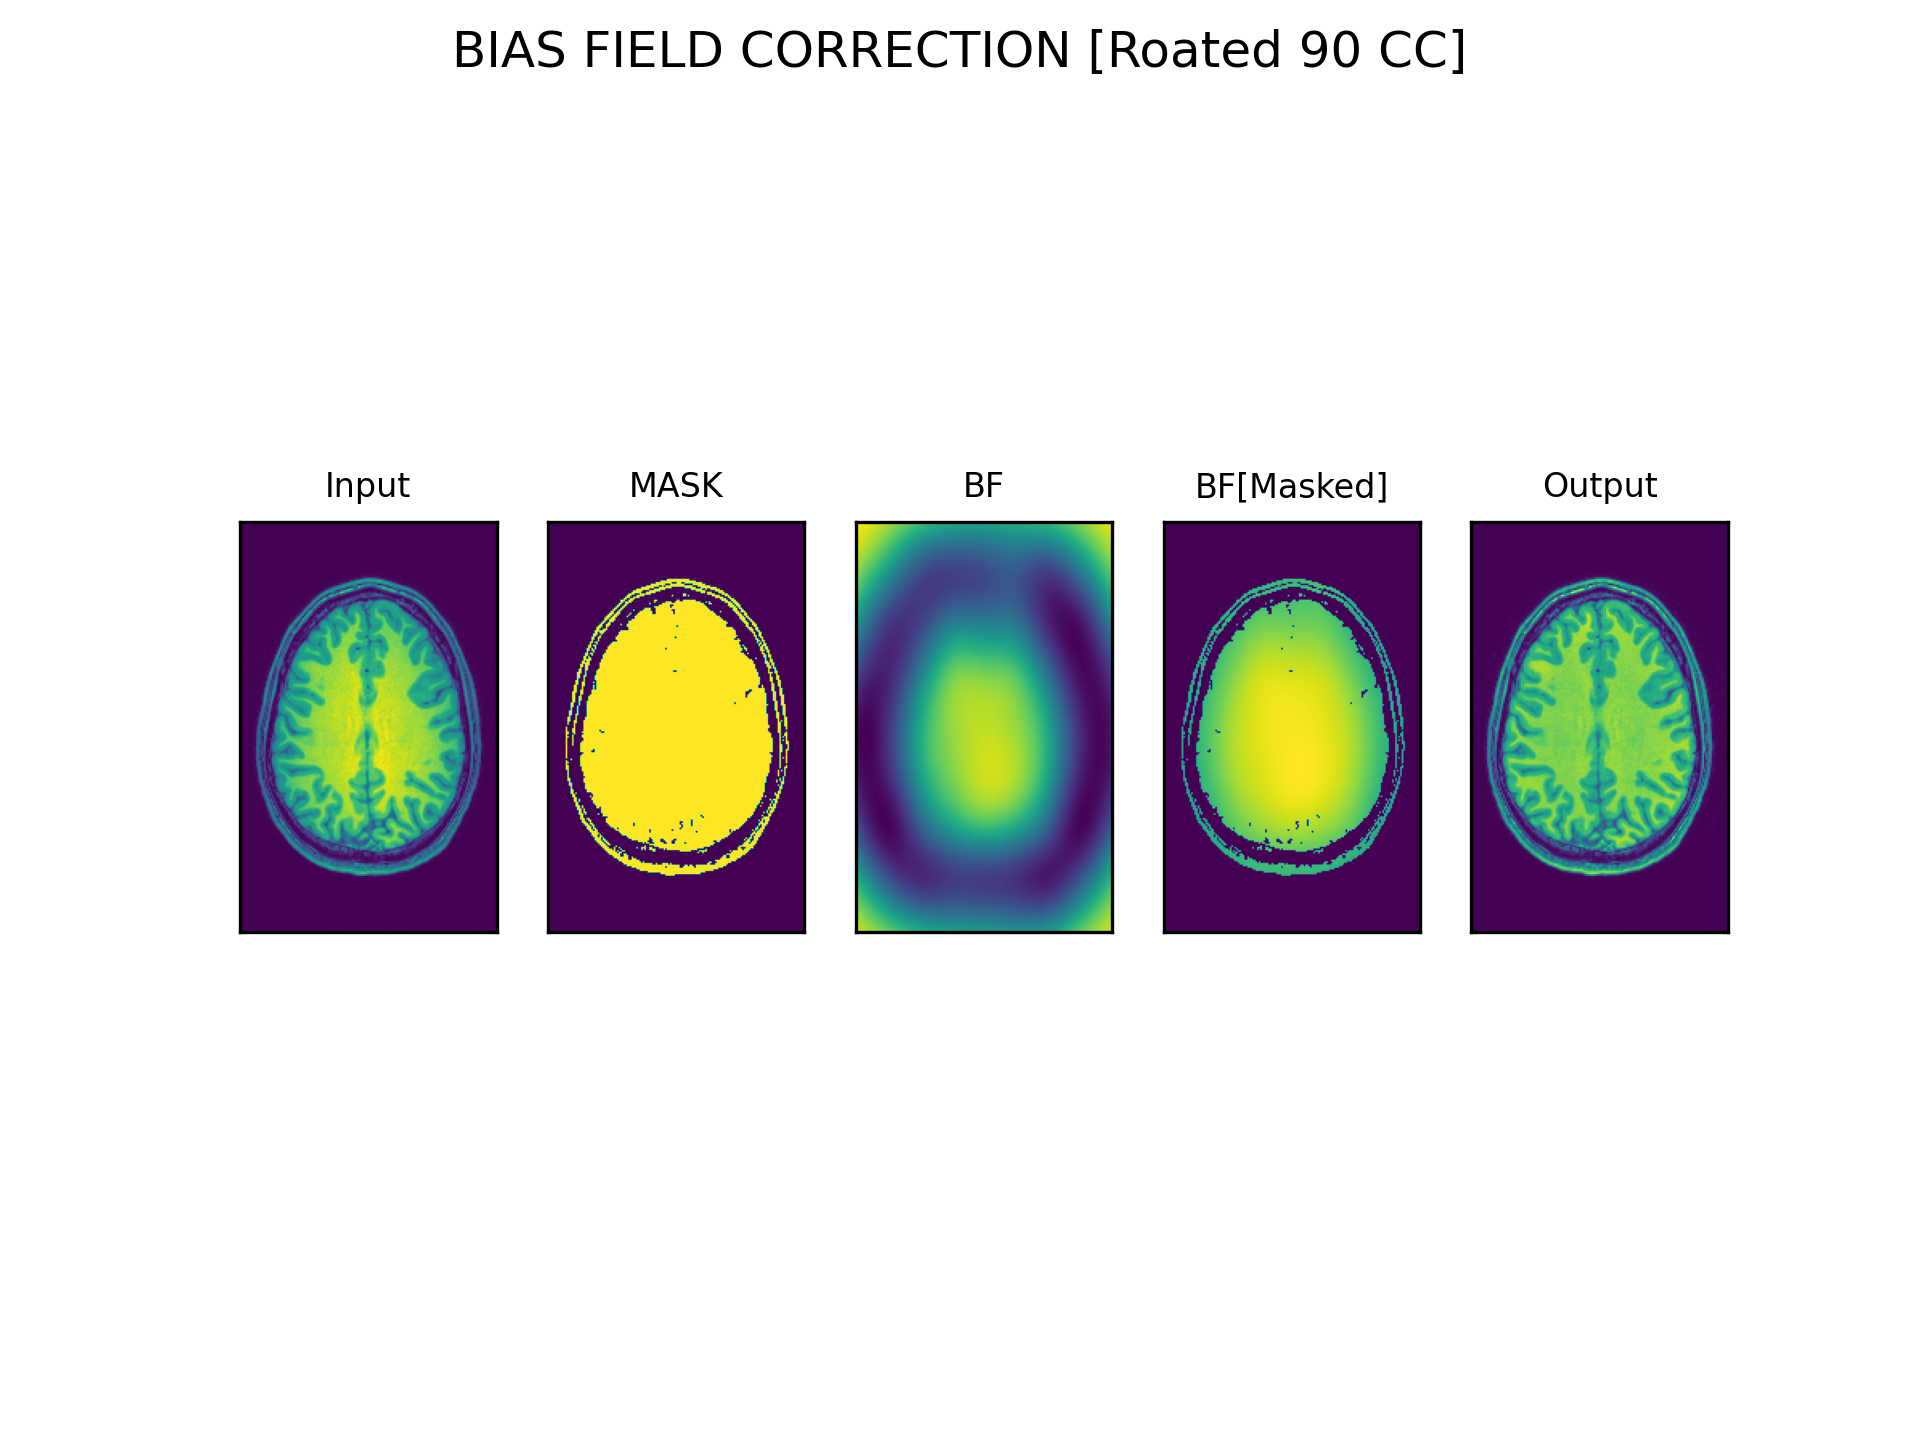 BIAS FIELD CORRECTION [Roated 90 CC]
Input
MASK
BF
BF[Masked]
Output